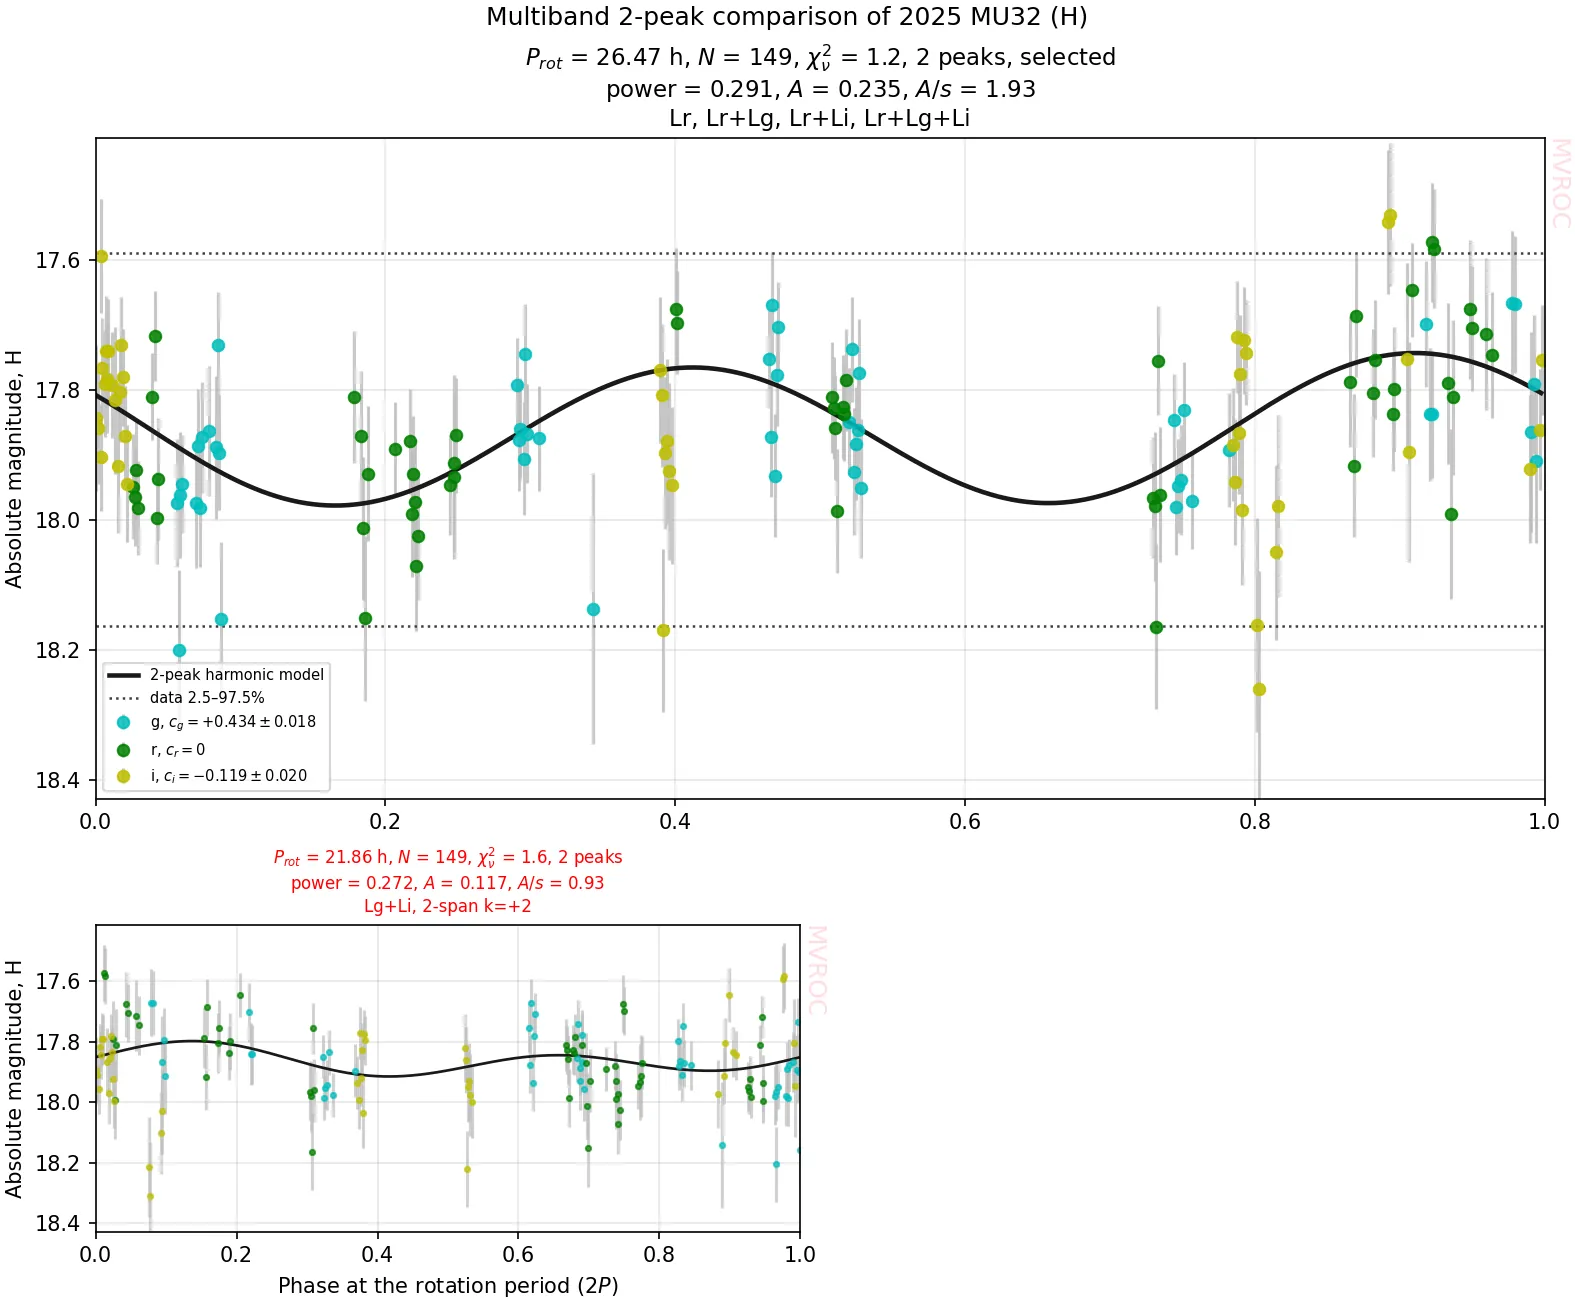 Multiband 2-peak comparison of 2025 MU32 (H)
P_rot = 26.47 h, N = 149, χ²_ν = 1.2, 2 peaks, selected
power = 0.291, A = 0.235, A/s = 1.93
Lr, Lr+Lg, Lr+Li, Lr+Lg+Li
MVROC
Absolute magnitude, H
17.6
17.8
18.0
18.2
18.4
2-peak harmonic model
data 2.5–97.5%
g, c_g = +0.434 ± 0.018
r, c_r = 0
i, c_i = −0.119 ± 0.020
0.0 0.2 0.4 0.6 0.8 1.0
P_rot = 21.86 h, N = 149, χ²_ν = 1.6, 2 peaks
power = 0.272, A = 0.117, A/s = 0.93
Lg+Li, 2-span k=+2
MVROC
Absolute magnitude, H
17.6
17.8
18.0
18.2
18.4
0.0 0.2 0.4 0.6 0.8 1.0
Phase at the rotation period (2P)